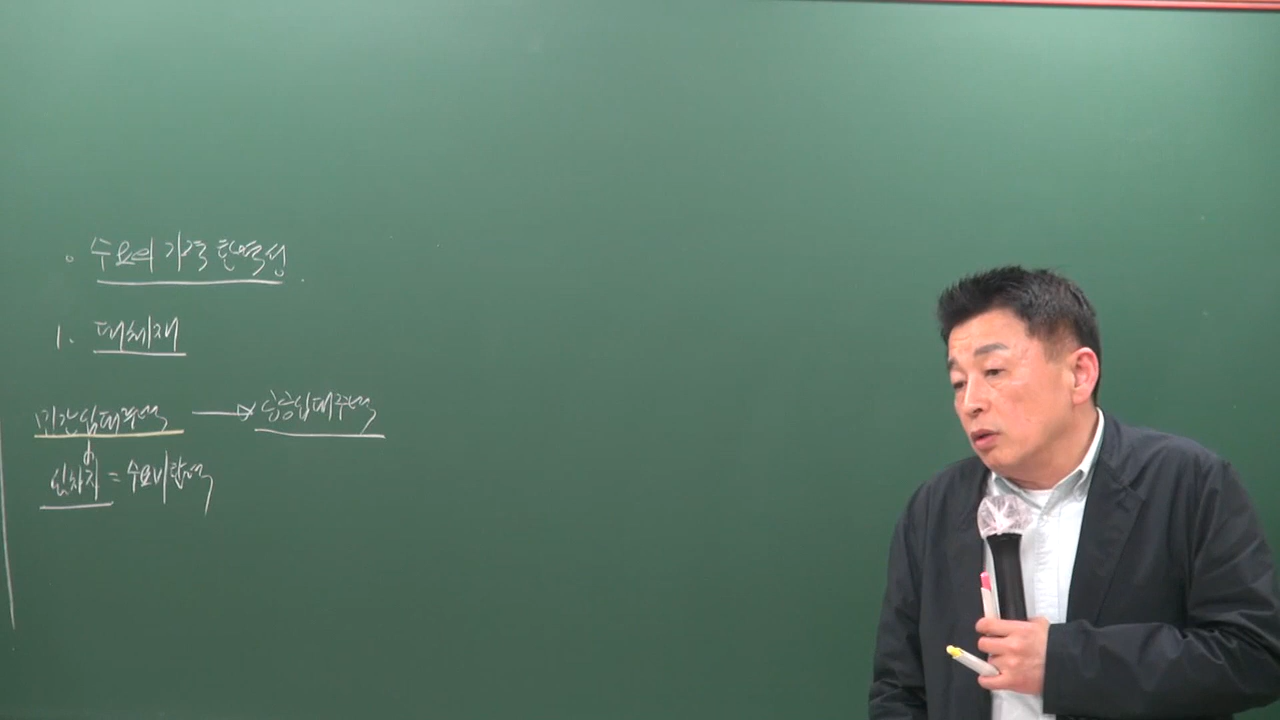 수요의 가격 탄력성
1. 대체재
민간임대주택 → 공공임대주택
임차자 = 수요비탄력